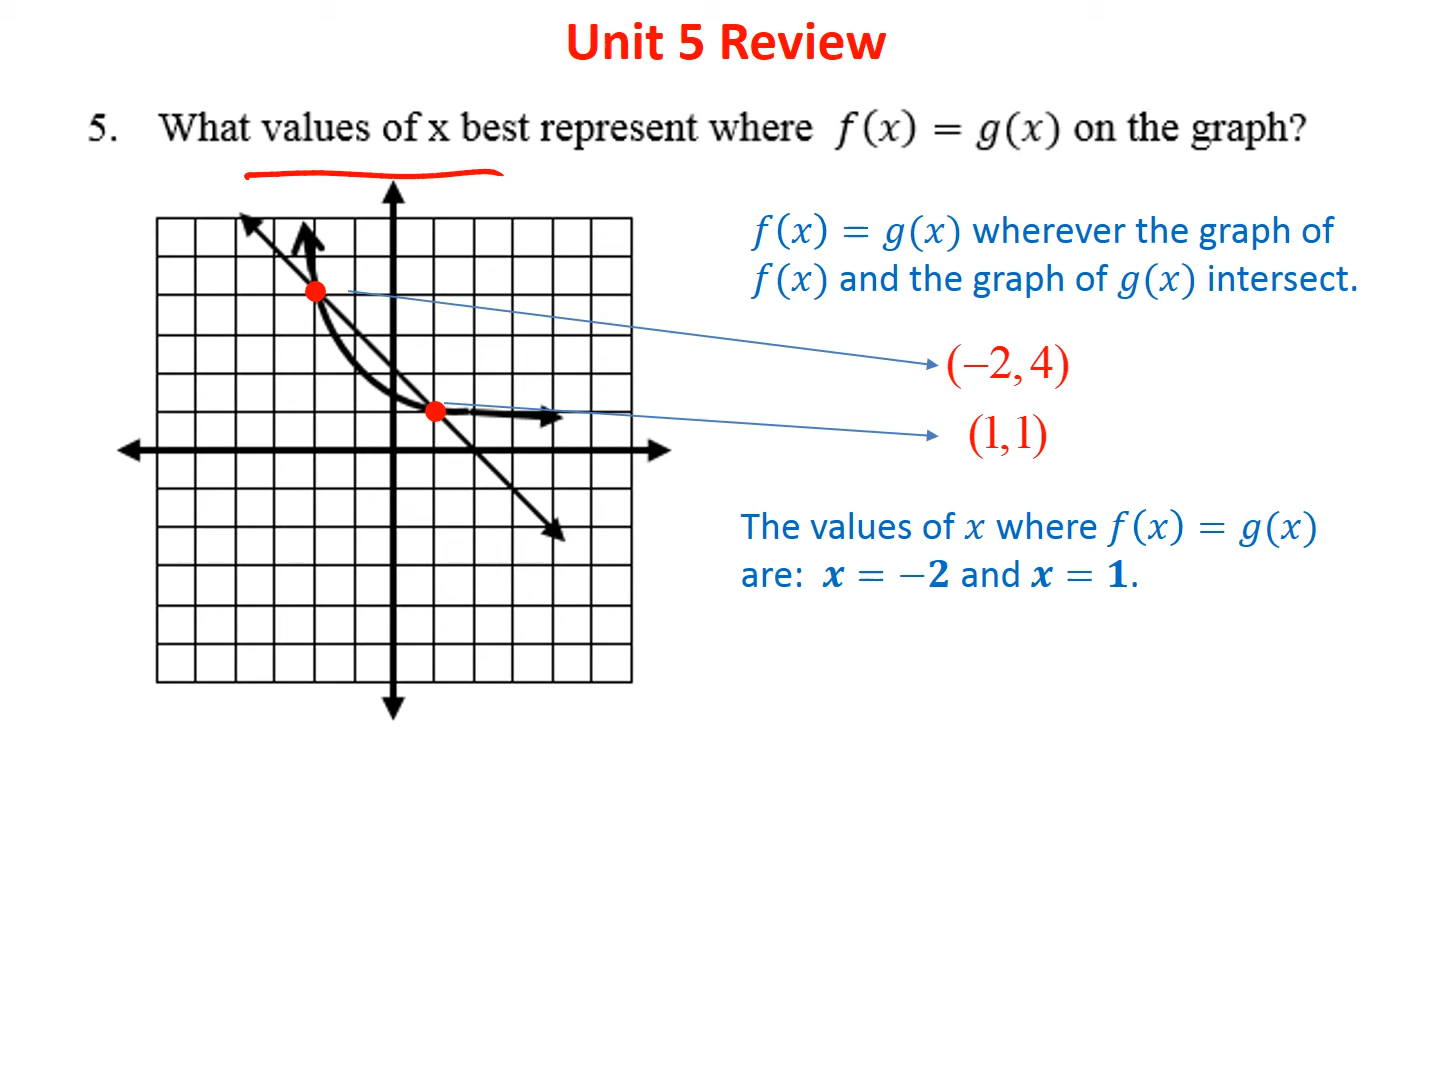 Unit 5 Review
5. What values of x best represent where f(x) = g(x) on the graph?
f(x) = g(x) wherever the graph of
f(x) and the graph of g(x) intersect.
(−2, 4)
(1, 1)
The values of x where f(x) = g(x)
are: x = −2 and x = 1.